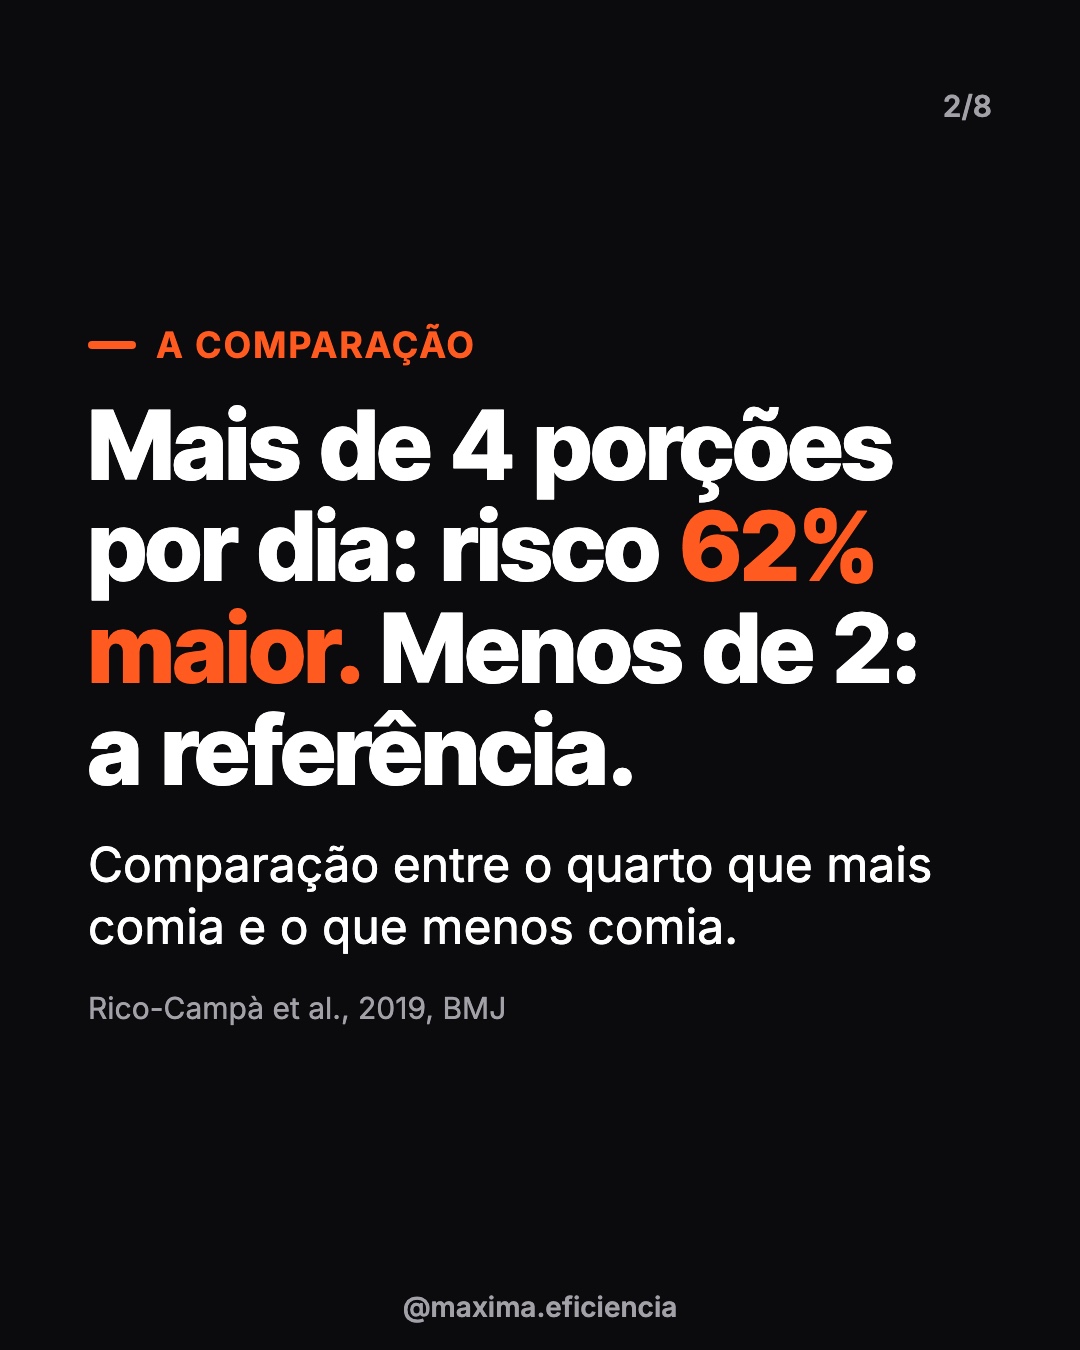 2/8
A COMPARAÇÃO
Mais de 4 porções
por dia: risco 62%
maior. Menos de 2:
a referência.
Comparação entre o quarto que mais
comia e o que menos comia.
Rico-Campà et al., 2019, BMJ
@maxima.eficiencia